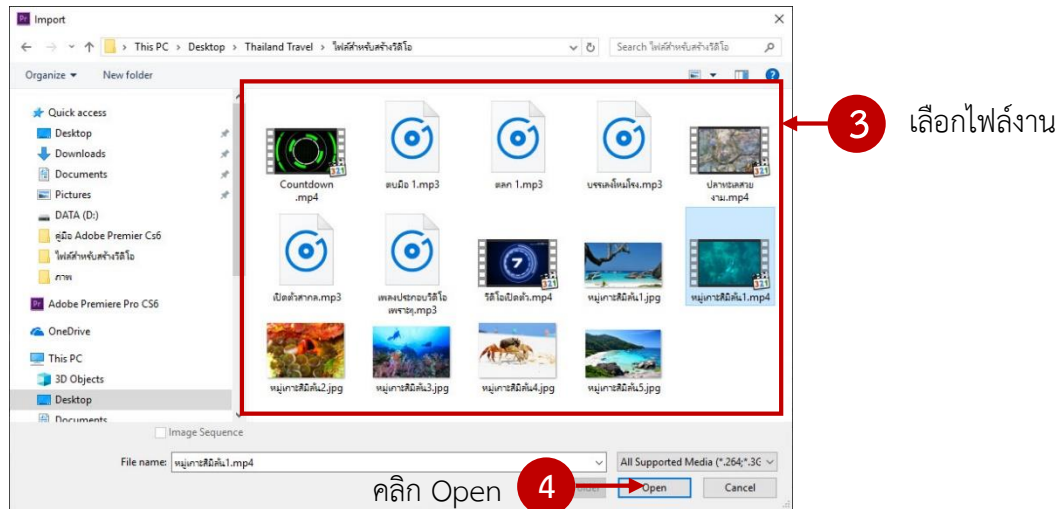 Import
This PC > Desktop > Thailand Travel > ไฟล์สำหรับสร้างวีดีโอ
Search ไฟล์สำหรับสร้างวีดีโอ
Organize
New folder
Quick access
Desktop
Downloads
Documents
Pictures
DATA (D:)
คู่มือ Adobe Premier Cs6
ไฟล์สำหรับสร้างวีดีโอ
ภาพ
Adobe Premiere Pro CS6
OneDrive
This PC
3D Objects
Desktop
Documents
Countdown
.mp4
ตบมือ 1.mp3
ตลก 1.mp3
บรรเลงโหมโรง.mp3
ปลาทะเลสวย
งาม.mp4
เปิดตัวสากล.mp3
เพลงประกอบวีดีโอ
เพราะๆ.mp3
7
วีดีโอเปิดตัว.mp4
หมู่เกาะสิมิลัน1.jpg
หมู่เกาะสิมิลัน1.mp4
หมู่เกาะสิมิลัน2.jpg
หมู่เกาะสิมิลัน3.jpg
หมู่เกาะสิมิลัน4.jpg
หมู่เกาะสิมิลัน5.jpg
3 เลือกไฟล์งาน
Image Sequence
File name: หมู่เกาะสิมิลัน1.mp4
All Supported Media (*.264;*.3G
คลิก Open 4
Open
Cancel